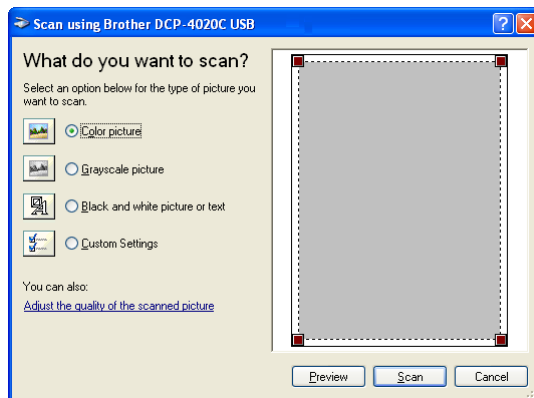 Scan using Brother DCP-4020C USB
What do you want to scan?
Select an option below for the type of picture you
want to scan.
Color picture
Grayscale picture
Black and white picture or text
Custom Settings
You can also:
Adjust the quality of the scanned picture
Preview
Scan
Cancel